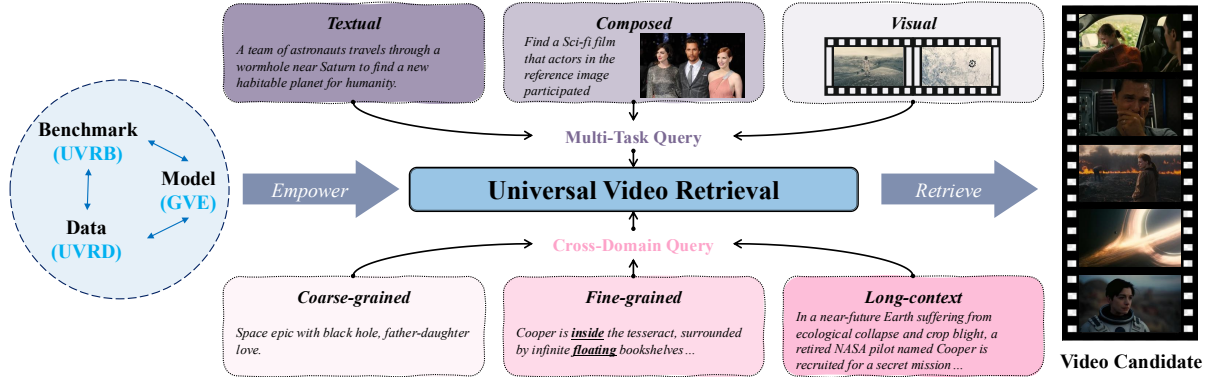 Textual
A team of astronauts travels through a
wormhole near Saturn to find a new
habitable planet for humanity.
Composed
Find a Sci-fi film
that actors in the
reference image
participated
Visual
Multi-Task Query
Benchmark
(UVRB)
Model
(GVE)
Data
(UVRD)
Empower
Universal Video Retrieval
Retrieve
Cross-Domain Query
Coarse-grained
Space epic with black hole, father-daughter
love.
Fine-grained
Cooper is inside the tesseract, surrounded
by infinite floating bookshelves…
Long-context
In a near-future Earth suffering from
ecological collapse and crop blight, a
retired NASA pilot named Cooper is
recruited for a secret mission…
Video Candidate